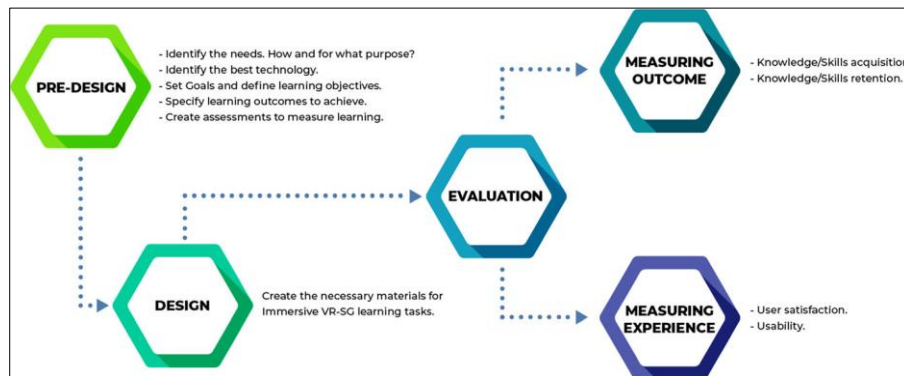 PRE-DESIGN
- Identify the needs. How and for what purpose?
- Identify the best technology.
- Set Goals and define learning objectives.
- Specify learning outcomes to achieve.
- Create assessments to measure learning.
DESIGN
Create the necessary materials for
Immersive VR-SG learning tasks.
EVALUATION
MEASURING
OUTCOME
- Knowledge/Skills acquisition
- Knowledge/Skills retention.
MEASURING
EXPERIENCE
- User satisfaction.
- Usability.